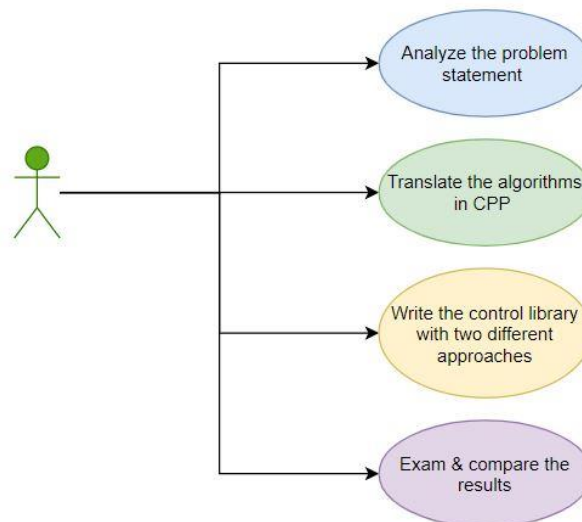 Analyze the problem
statement
Translate the algorithms
in CPP
Write the control library
with two different
approaches
Exam & compare the
results